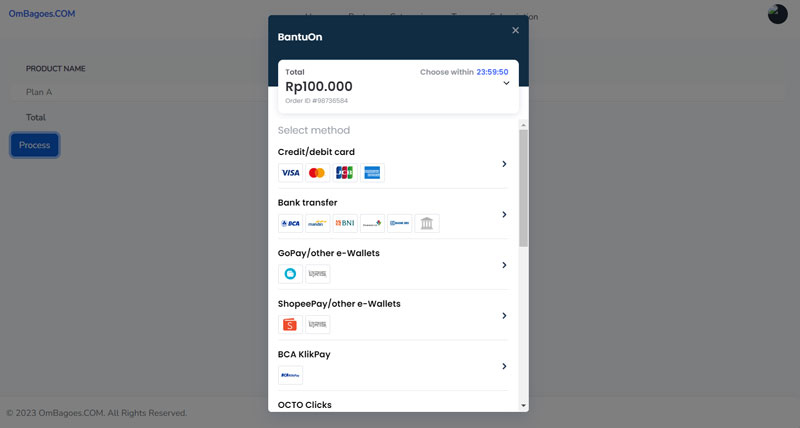 OmBagoes.COM
BantuOn
Total
Choose within 23:59:50
Rp100.000
Order ID #98736584
PRODUCT NAME
Plan A
Total
Process
Select method
Credit/debit card
VISA
JCB
Bank transfer
BCA
mandiri
BNI
GoPay/other e-Wallets
ShopeePay/other e-Wallets
BCA KlikPay
OCTO Clicks
© 2023 OmBagoes.COM. All Rights Reserved.